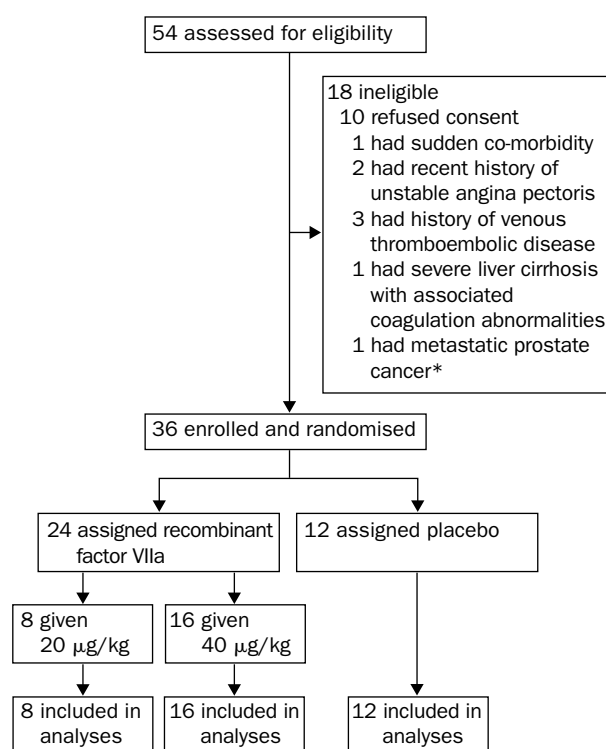 54 assessed for eligibility
18 ineligible
10 refused consent
1 had sudden co-morbidity
2 had recent history of
unstable angina pectoris
3 had history of venous
thromboembolic disease
1 had severe liver cirrhosis
with associated
coagulation abnormalities
1 had metastatic prostate
cancer*
36 enrolled and randomised
24 assigned recombinant
factor VIIa
12 assigned placebo
8 given
20 µg/kg
16 given
40 µg/kg
8 included in
analyses
16 included in
analyses
12 included in
analyses